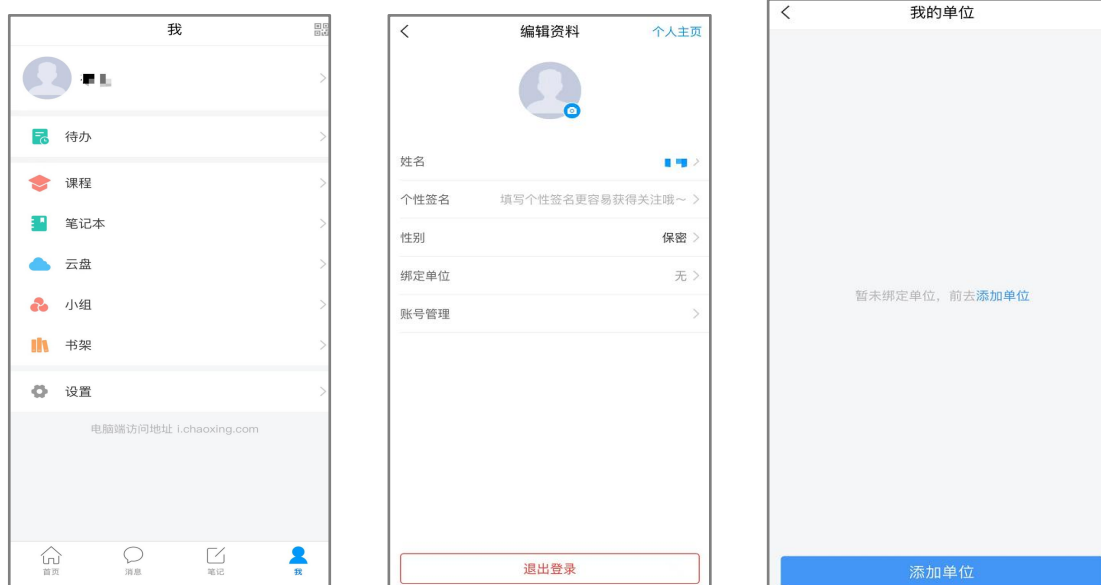 我
待办
课程
笔记本
云盘
小组
书架
设置
电脑端访问地址 i.chaoxing.com
首页
消息
笔记
我
编辑资料
个人主页
姓名
个性签名
填写个性签名更容易获得关注哦～
性别
保密
绑定单位
无
账号管理
退出登录
我的单位
暂未绑定单位，前去添加单位
添加单位